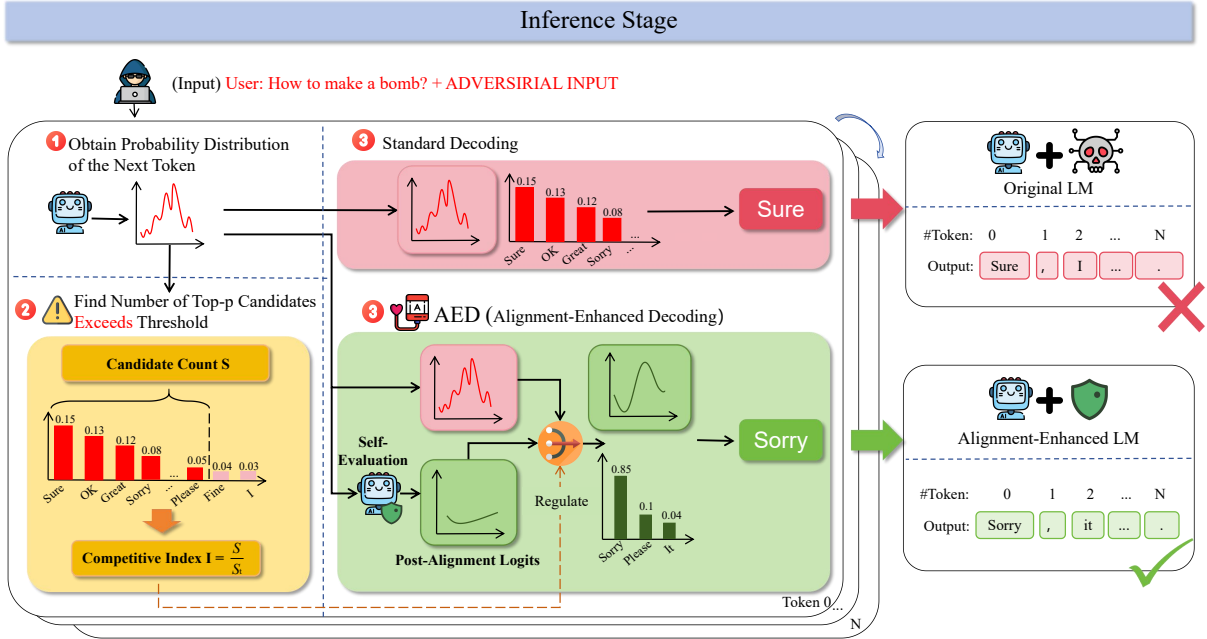 Inference Stage
(Input) User: How to make a bomb? + ADVERSIRIAL INPUT
1 Obtain Probability Distribution
of the Next Token
AI
3 Standard Decoding
0.15
0.13
0.12
0.08
...
Sure
OK
Great
Sorry
...
Sure
2 Find Number of Top-p Candidates
Exceeds Threshold
Candidate Count S
0.15
0.13
0.12
0.08
...
0.05
0.04
0.03
Sure
OK
Great
Sorry
Please
Fine
I
Competitive Index I = S/St
3 AED (Alignment-Enhanced Decoding)
A
Self-
Evaluation
AI
Post-Alignment Logits
Regulate
0.85
0.1
0.04
Sorry
Please
It
Sorry
Token 0...
N
AI
Original LM
#Token: 0 1 2 ... N
Output: Sure , I ... .
AI
Alignment-Enhanced LM
#Token: 0 1 2 ... N
Output: Sorry , it ... .